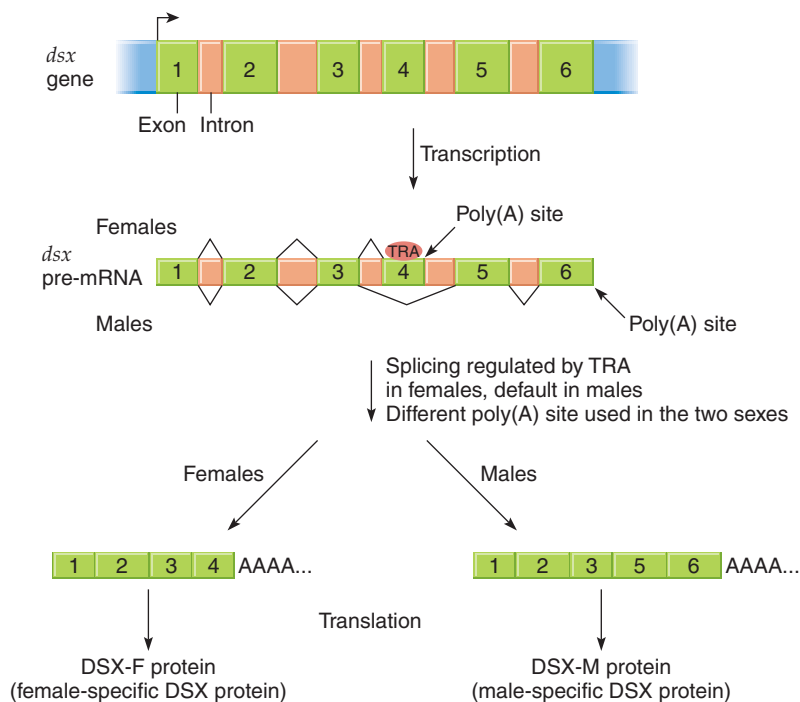 dsx
gene
1 2 3 4 5 6
Exon Intron
Transcription
Females
Poly(A) site
TRA
dsx
pre-mRNA
1 2 3 4 5 6
Males
Poly(A) site
Splicing regulated by TRA
in females, default in males
Different poly(A) site used in the two sexes
Females
Males
1 2 3 4 AAAA...
1 2 3 5 6 AAAA...
Translation
DSX-F protein
(female-specific DSX protein)
DSX-M protein
(male-specific DSX protein)